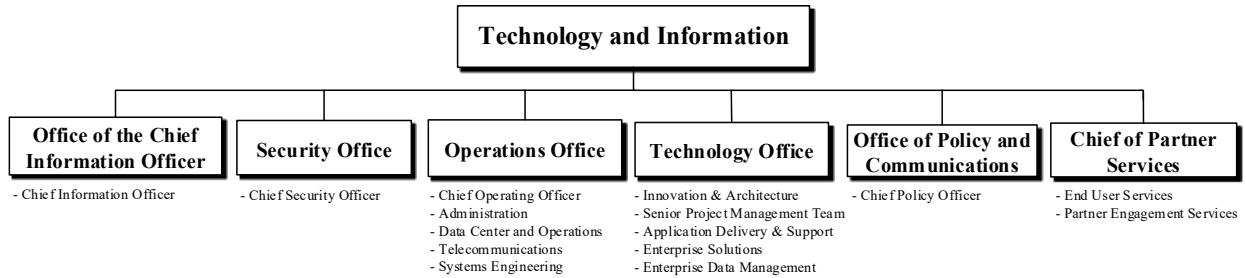 Technology and Information
Office of the Chief
Information Officer
- Chief Information Officer
Security Office
- Chief Security Officer
Operations Office
- Chief Operating Officer
- Administration
- Data Center and Operations
- Telecommunications
- Systems Engineering
Technology Office
- Innovation & Architecture
- Senior Project Management Team
- Application Delivery & Support
- Enterprise Solutions
- Enterprise Data Management
Office of Policy and
Communications
- Chief Policy Officer
Chief of Partner
Services
- End User Services
- Partner Engagement Services